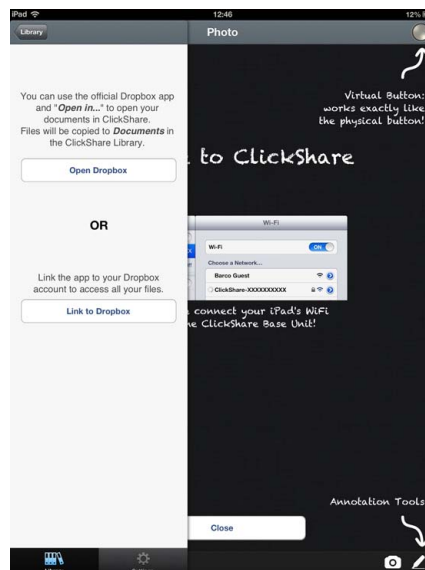 iPad
12:46
12%
Library
Photo
You can use the official Dropbox app
and "Open in..." to open your
documents in ClickShare.
Files will be copied to Documents in
the ClickShare Library.
Open Dropbox
OR
Link the app to your Dropbox
account to access all your files.
Link to Dropbox
Virtual Button:
works exactly like
the physical button!
to ClickShare
Wi-Fi
Wi-Fi
ON
Choose a Network...
Barco Guest
ClickShare-XXXXXXXXXX
connect your iPad's WiFi
ClickShare Base Unit!
Annotation Tools
Close